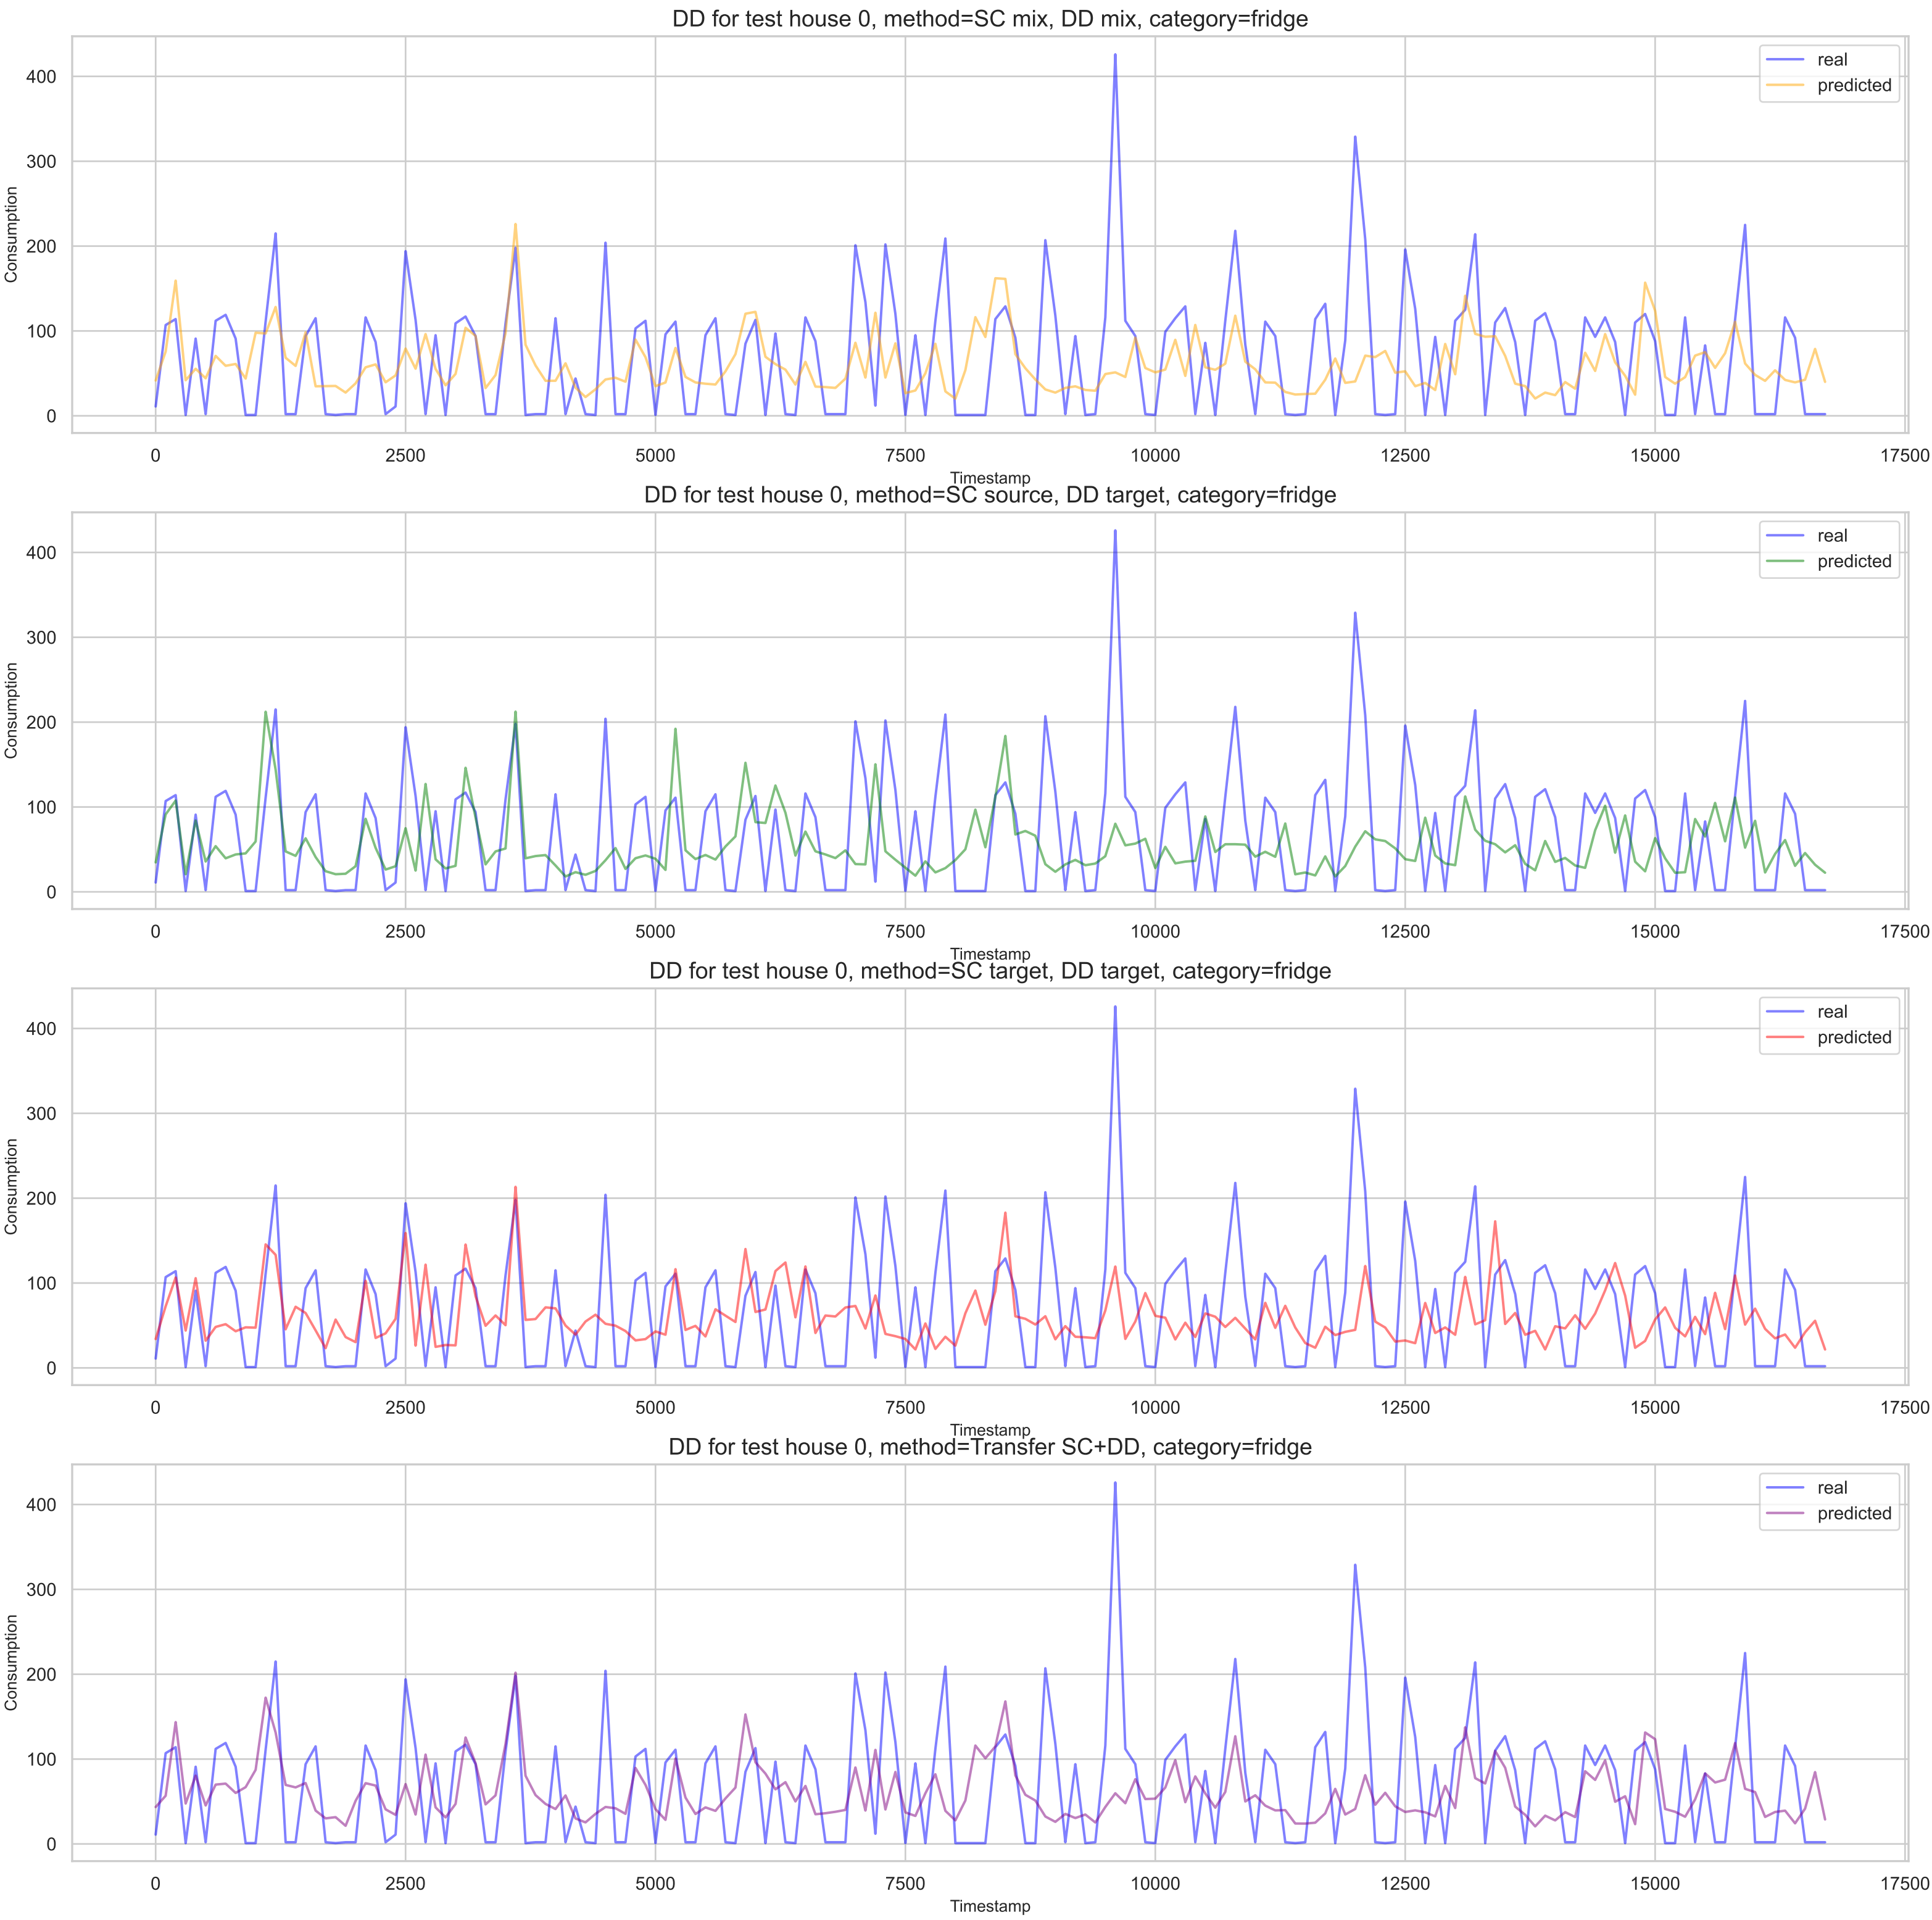 DD for test house 0, method=SC mix, DD mix, category=fridge
400
300
200
100
0
Consumption
real
predicted
0 2500 5000 7500 10000 12500 15000 17500
Timestamp
DD for test house 0, method=SC source, DD target, category=fridge
400
300
200
100
0
Consumption
real
predicted
0 2500 5000 7500 10000 12500 15000 17500
Timestamp
DD for test house 0, method=SC target, DD target, category=fridge
400
300
200
100
0
Consumption
real
predicted
0 2500 5000 7500 10000 12500 15000 17500
Timestamp
DD for test house 0, method=Transfer SC+DD, category=fridge
400
300
200
100
0
Consumption
real
predicted
0 2500 5000 7500 10000 12500 15000 17500
Timestamp